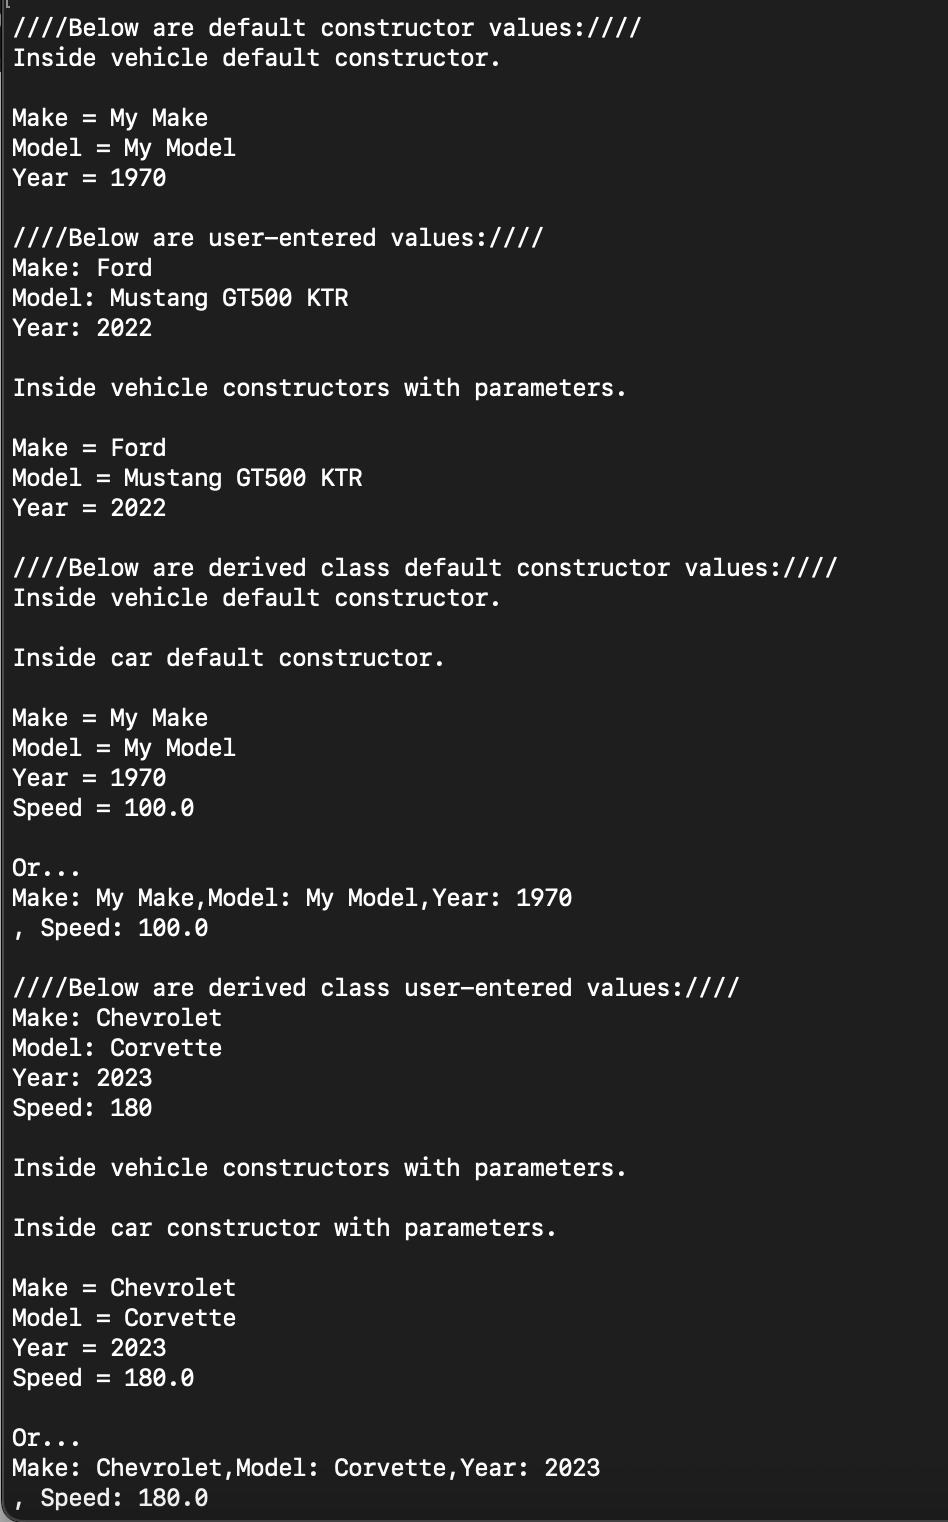 ////Below are default constructor values:////
Inside vehicle default constructor.
Make = My Make
Model = My Model
Year = 1970
////Below are user-entered values:////
Make: Ford
Model: Mustang GT500 KTR
Year: 2022
Inside vehicle constructors with parameters.
Make = Ford
Model = Mustang GT500 KTR
Year = 2022
////Below are derived class default constructor values:////
Inside vehicle default constructor.
Inside car default constructor.
Make = My Make
Model = My Model
Year = 1970
Speed = 100.0
Or...
Make: My Make,Model: My Model,Year: 1970
, Speed: 100.0
////Below are derived class user-entered values:////
Make: Chevrolet
Model: Corvette
Year: 2023
Speed: 180
Inside vehicle constructors with parameters.
Inside car constructor with parameters.
Make = Chevrolet
Model = Corvette
Year = 2023
Speed = 180.0
Or...
Make: Chevrolet,Model: Corvette,Year: 2023
, Speed: 180.0